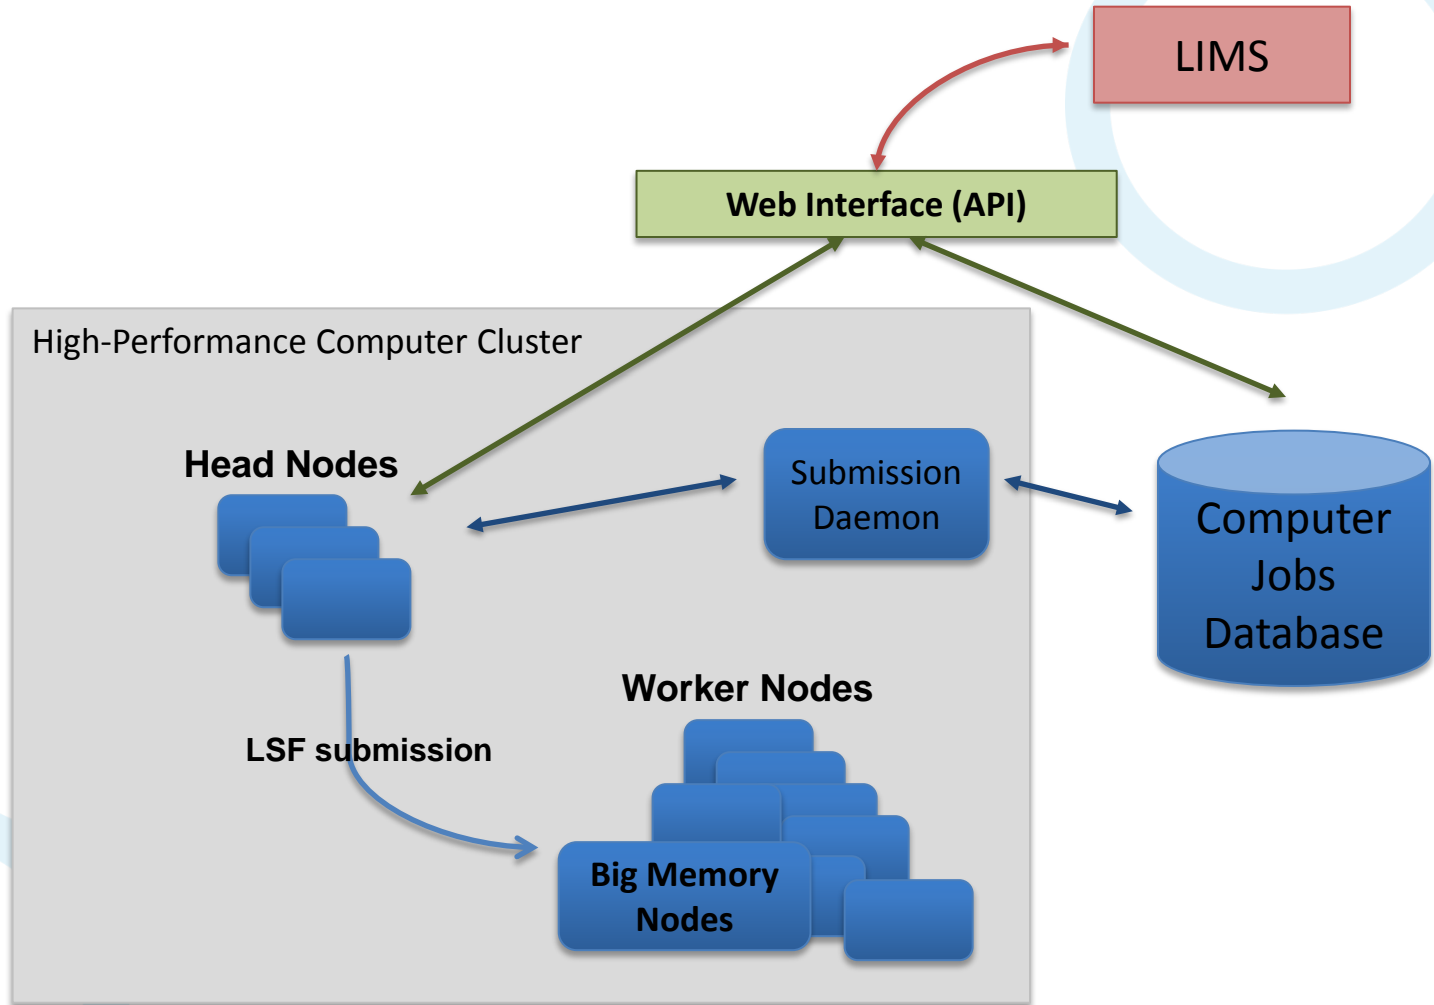 LIMS
Web Interface (API)
High-Performance Computer Cluster
Head Nodes
Submission
Daemon
Computer
Jobs
Database
Worker Nodes
LSF submission
Big Memory
Nodes